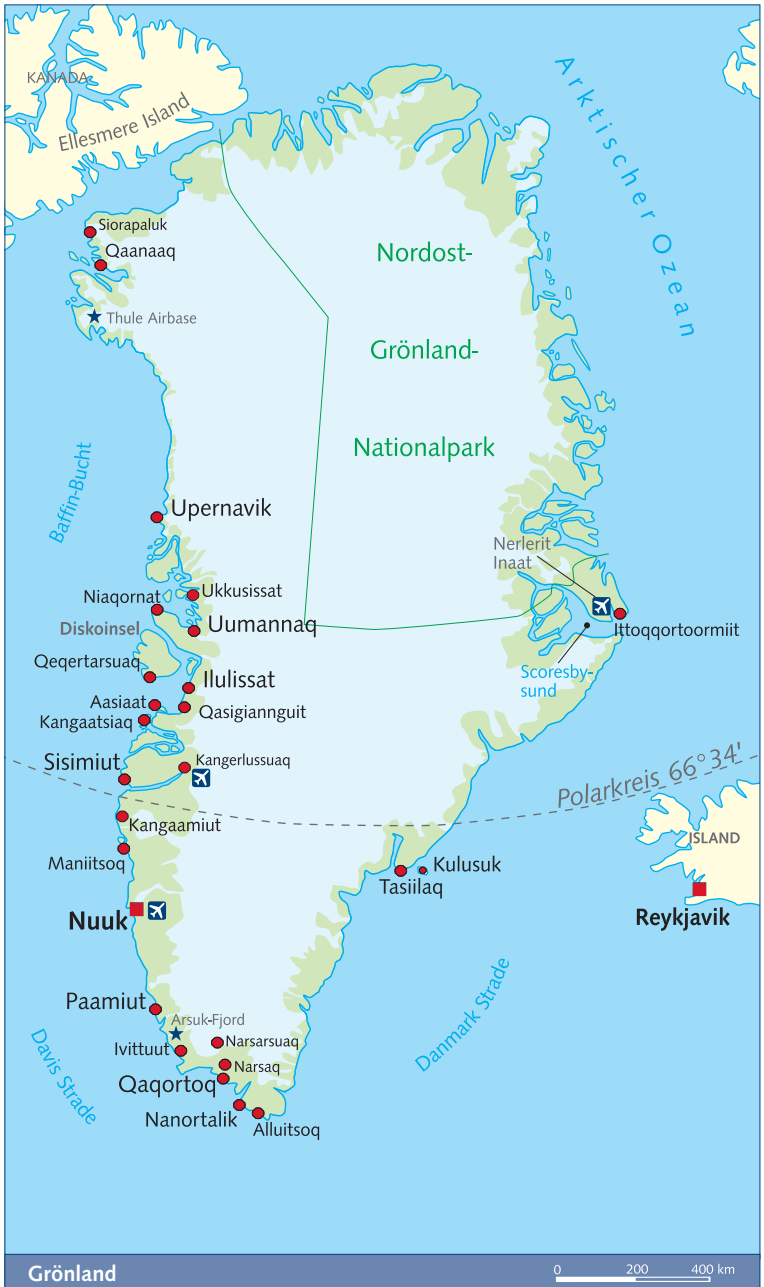 KANADA
Ellesmere Island
Arktischer Ozean
Siorapaluk
Qaanaaq
Thule Airbase
Nordost-
Grönland-
Nationalpark
Baffin-Bucht
Upernavik
Nerlerit
Inaat
Ukkusissat
Niaqornat
Uumannaq
Diskoinsel
Ittoqqortoormiit
Qeqertarsuaq
Ilulissat
Scoresby-
sund
Aasiaat
Qasigiannguit
Kangaatsiaq
Sisimiut
Kangerlussuaq
Polarkreis 66°34'
Kangaamiut
ISLAND
Maniitsoq
Kulusuk
Tasiilaq
Nuuk
Reykjavik
Paamiut
Arsuk-Fjord
Danmark Strade
Davis Strade
Ivittuut
Narsarsuaq
Narsaq
Qaqortoq
Nanortalik
Alluitsoq
Grönland
0 200 400 km